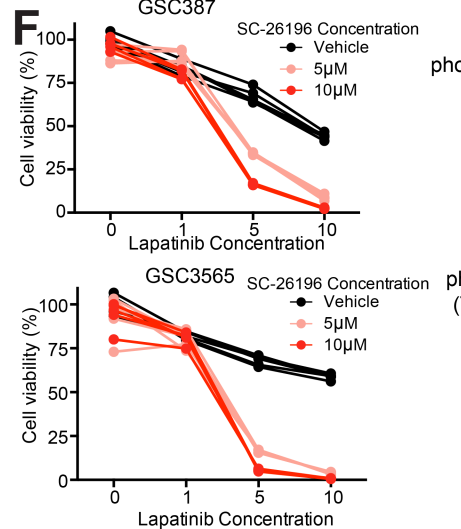 F
GSC387
SC-26196 Concentration
Vehicle
5µM
10µM
Cell viability (%)
100
75
50
25
0
0 1 5 10
Lapatinib Concentration
GSC3565
SC-26196 Concentration
Vehicle
5µM
10µM
Cell viability (%)
100
75
50
25
0
0 1 5 10
Lapatinib Concentration